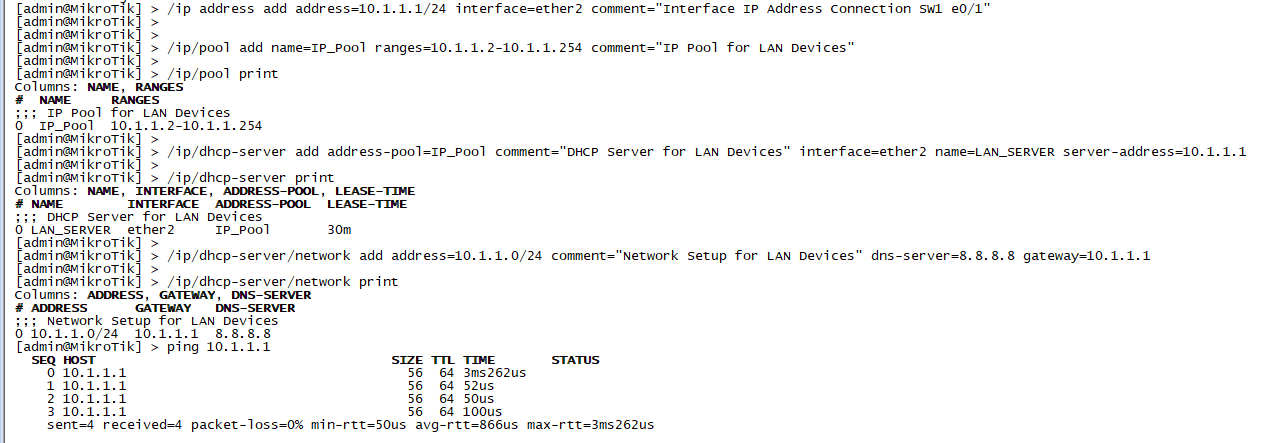 [admin@MikroTik] > /ip address add address=10.1.1.1/24 interface=ether2 comment="Interface IP Address Connection SW1 e0/1"
[admin@MikroTik] >
[admin@MikroTik] >
[admin@MikroTik] > /ip/pool add name=IP_Pool ranges=10.1.1.2-10.1.1.254 comment="IP Pool for LAN Devices"
[admin@MikroTik] >
[admin@MikroTik] > /ip/pool print
Columns: NAME, RANGES
#  NAME     RANGES
;;; IP Pool for LAN Devices
0  IP_Pool  10.1.1.2-10.1.1.254
[admin@MikroTik] >
[admin@MikroTik] > /ip/dhcp-server add address-pool=IP_Pool comment="DHCP Server for LAN Devices" interface=ether2 name=LAN_SERVER server-address=10.1.1.1
[admin@MikroTik] >
[admin@MikroTik] > /ip/dhcp-server print
Columns: NAME, INTERFACE, ADDRESS-POOL, LEASE-TIME
# NAME        INTERFACE  ADDRESS-POOL  LEASE-TIME
;;; DHCP Server for LAN Devices
0 LAN_SERVER  ether2     IP_Pool       30m
[admin@MikroTik] >
[admin@MikroTik] > /ip/dhcp-server/network add address=10.1.1.0/24 comment="Network Setup for LAN Devices" dns-server=8.8.8.8 gateway=10.1.1.1
[admin@MikroTik] >
[admin@MikroTik] > /ip/dhcp-server/network print
Columns: ADDRESS, GATEWAY, DNS-SERVER
# ADDRESS      GATEWAY   DNS-SERVER
;;; Network Setup for LAN Devices
0 10.1.1.0/24  10.1.1.1  8.8.8.8
[admin@MikroTik] > ping 10.1.1.1
  SEQ HOST                                     SIZE TTL TIME       STATUS
    0 10.1.1.1                                   56  64 3ms262us
    1 10.1.1.1                                   56  64 52us
    2 10.1.1.1                                   56  64 50us
    3 10.1.1.1                                   56  64 100us
    sent=4 received=4 packet-loss=0% min-rtt=50us avg-rtt=866us max-rtt=3ms262us